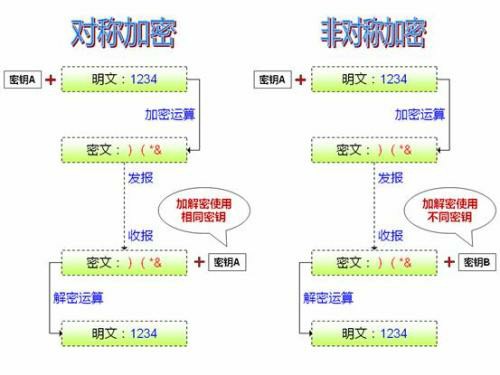 对称加密
密钥A + 明文：1234
加密运算
密文：）（*&
发报
加解密使用
相同密钥
收报
密文：）（*& + 密钥A
解密运算
明文：1234
非对称加密
密钥A + 明文：1234
加密运算
密文：）（*&
发报
加解密使用
不同密钥
收报
密文：）（*& + 密钥B
解密运算
明文：1234